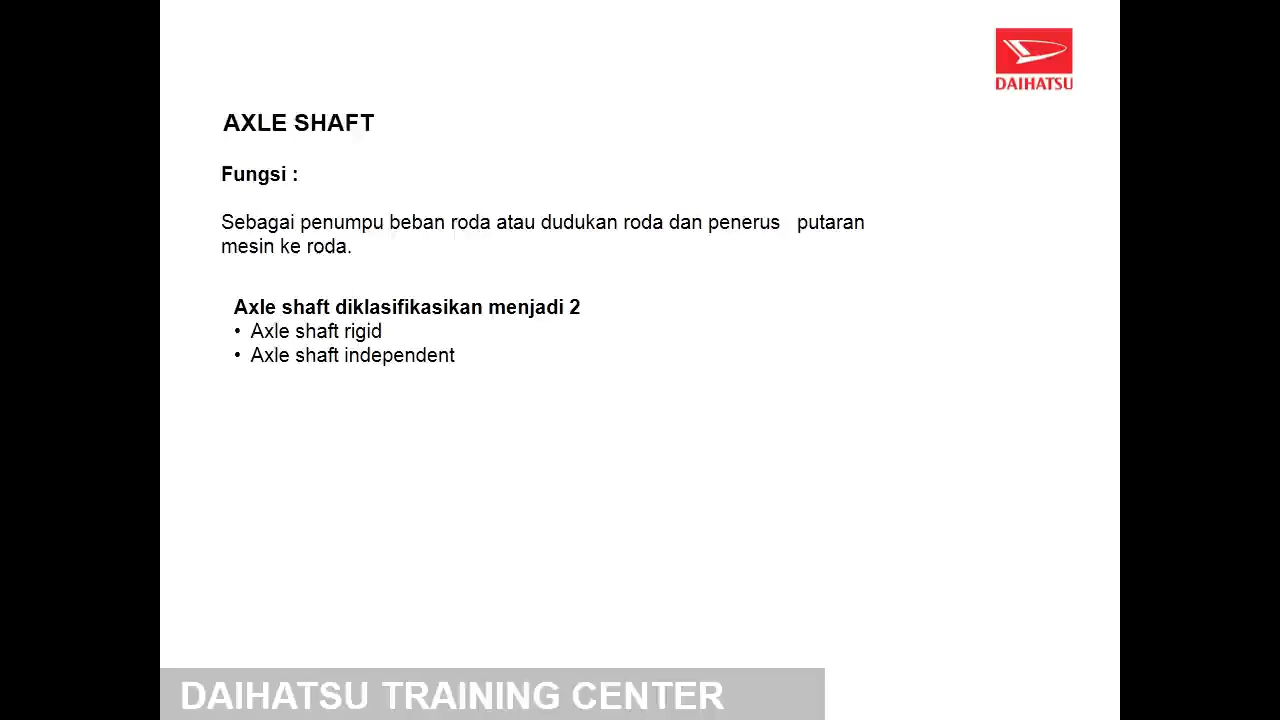 DAIHATSU
AXLE SHAFT
Fungsi :
Sebagai penumpu beban roda atau dudukan roda dan penerus putaran
mesin ke roda.
Axle shaft diklasifikasikan menjadi 2
• Axle shaft rigid
• Axle shaft independent
DAIHATSU TRAINING CENTER